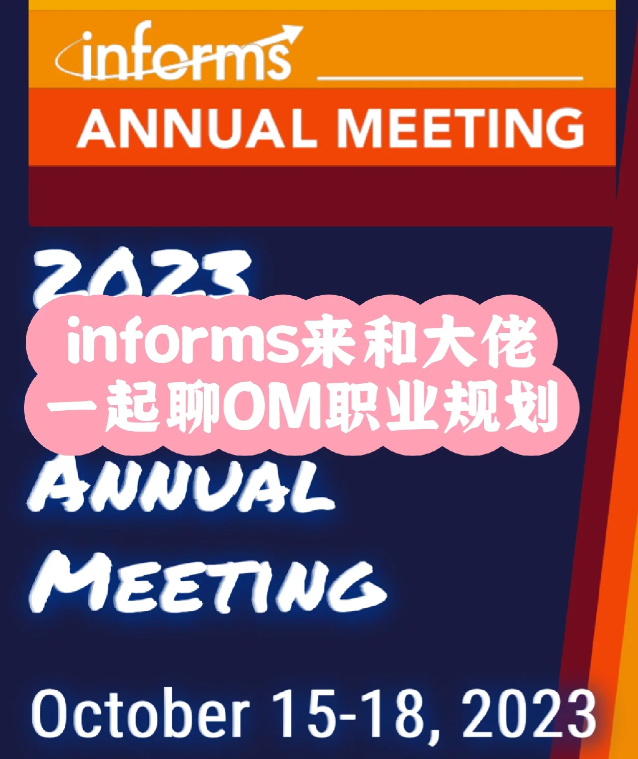 informs
ANNUAL MEETING
2023
informs来和大佬
一起聊OM职业规划
ANNUAL
MEETING
October 15-18, 2023